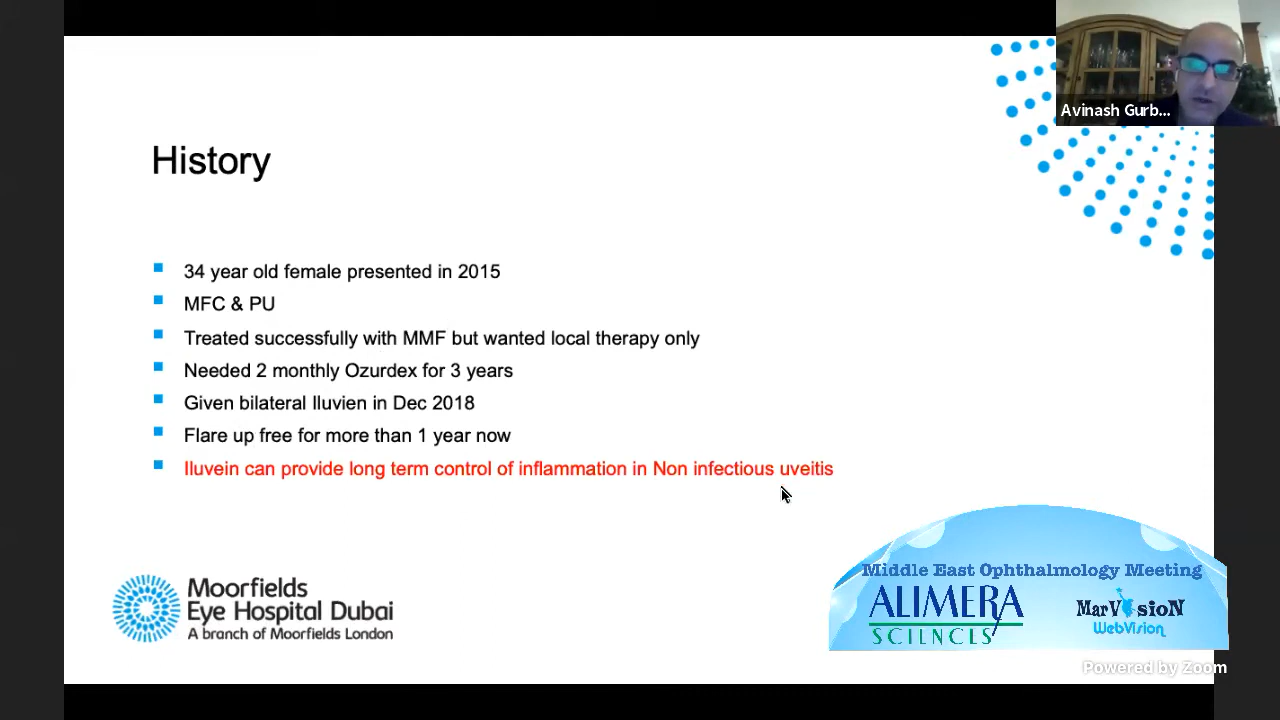 Avinash Gurb...
History
34 year old female presented in 2015
MFC & PU
Treated successfully with MMF but wanted local therapy only
Needed 2 monthly Ozurdex for 3 years
Given bilateral Iluvien in Dec 2018
Flare up free for more than 1 year now
Iluvein can provide long term control of inflammation in Non infectious uveitis
Moorfields
Eye Hospital Dubai
A branch of Moorfields London
Middle East Ophthalmology Meeting
ALIMERA
SCIENCES
MarVisioN
WebVision
Powered by Zoom